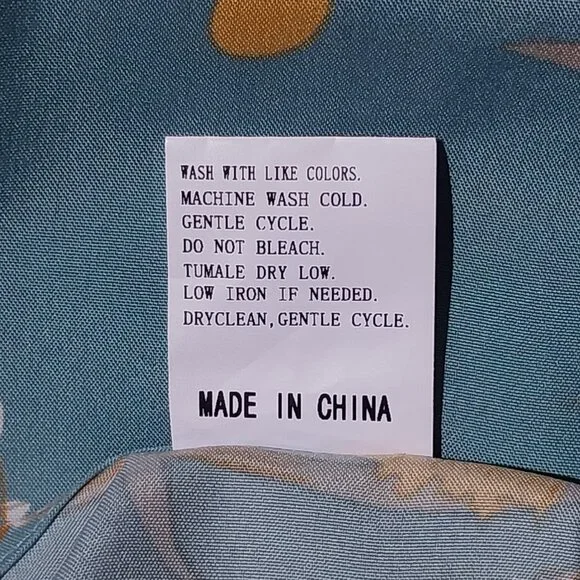 WASH WITH LIKE COLORS.
MACHINE WASH COLD.
GENTLE CYCLE.
DO NOT BLEACH.
TUMALE DRY LOW.
LOW IRON IF NEEDED.
DRYCLEAN,GENTLE CYCLE.
MADE IN CHINA